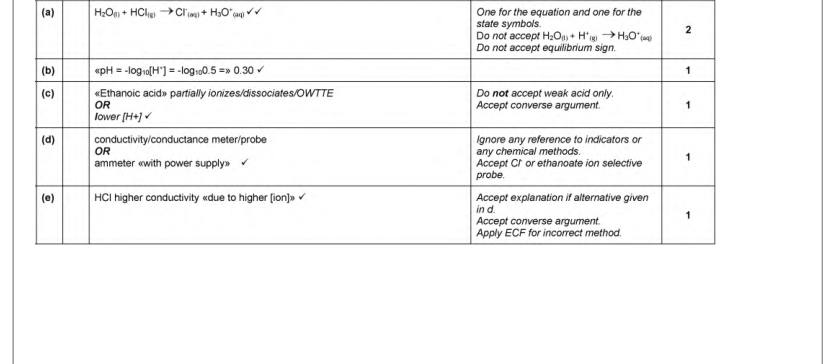 (a) H₂O(l) + HCl(g) → Cl⁻(aq) + H₃O⁺(aq) ✓✓
One for the equation and one for the
state symbols.
Do not accept H₂O(l) + H⁺(g) → H₃O⁺(aq)
Do not accept equilibrium sign.
2
(b) «pH = -log₁₀[H⁺] = -log₁₀0.5 =» 0.30 ✓
1
(c) «Ethanoic acid» partially ionizes/dissociates/OWTTE
OR
lower [H+] ✓
Do not accept weak acid only.
Accept converse argument.
1
(d) conductivity/conductance meter/probe
OR
ammeter «with power supply» ✓
Ignore any reference to indicators or
any chemical methods.
Accept Cl⁻ or ethanoate ion selective
probe.
1
(e) HCl higher conductivity «due to higher [ion]» ✓
Accept explanation if alternative given
in d.
Accept converse argument.
Apply ECF for incorrect method.
1